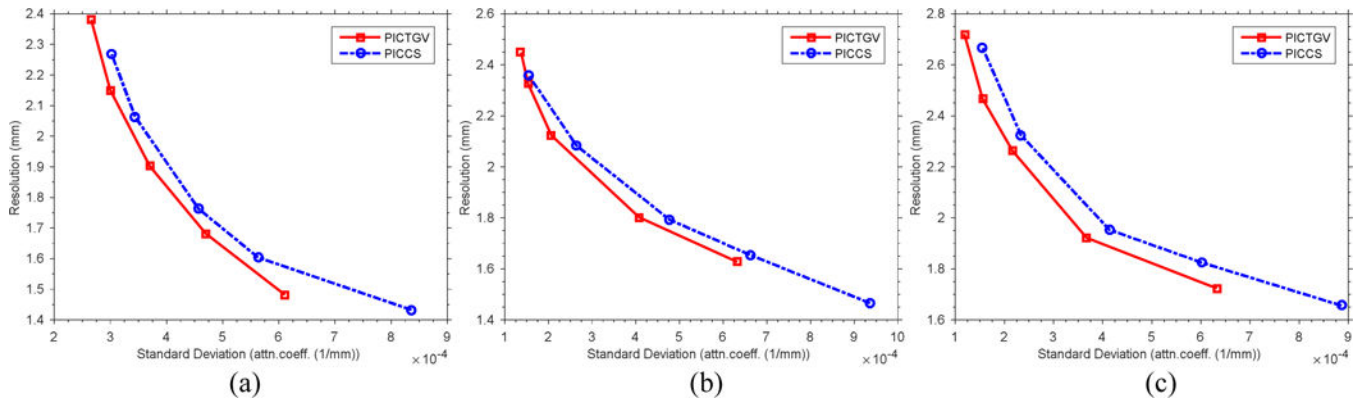 2.4
2.3
2.2
2.1
2
1.9
1.8
1.7
1.6
1.5
1.4
Resolution (mm)
PICTGV
PICCS
2 3 4 5 6 7 8 9
Standard Deviation (attn.coeff. (1/mm))
×10⁻⁴
(a)
2.6
2.4
2.2
2
1.8
1.6
1.4
Resolution (mm)
PICTGV
PICCS
1 2 3 4 5 6 7 8 9 10
Standard Deviation (attn.coeff. (1/mm))
×10⁻⁴
(b)
2.8
2.6
2.4
2.2
2
1.8
1.6
Resolution (mm)
PICTGV
PICCS
1 2 3 4 5 6 7 8 9
Standard Deviation (attn.coeff. (1/mm))
×10⁻⁴
(c)